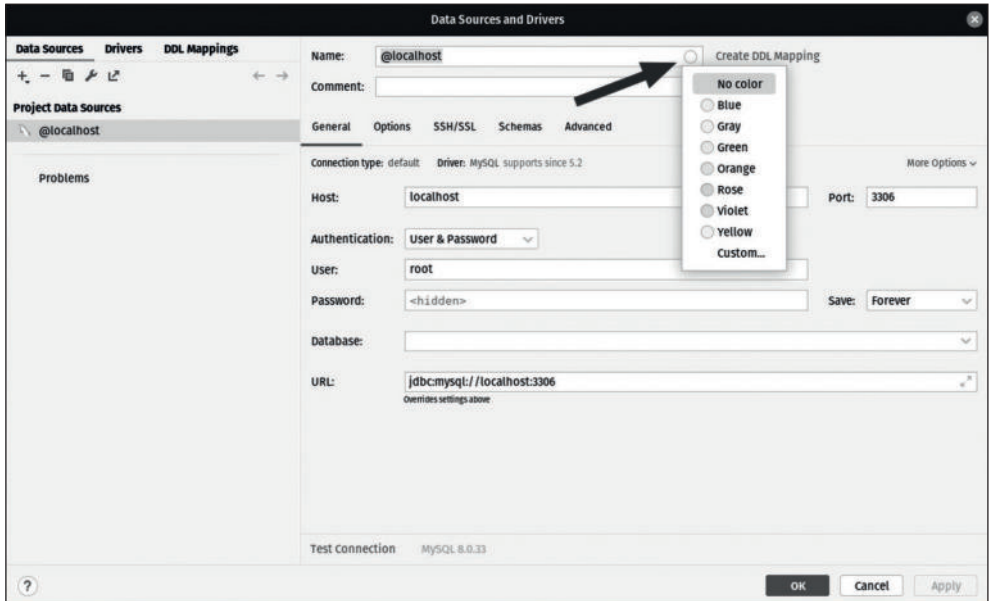 Data Sources and Drivers
Data Sources Drivers DDL Mappings
Project Data Sources
@localhost
Problems
Name: @localhost Create DDL Mapping
Comment:
No color
Blue
Gray
Green
Orange
Rose
Violet
Yellow
Custom...
General Options SSH/SSL Schemas Advanced
Connection type: default Driver: MySQL supports since 5.2 More Options
Host: localhost Port: 3306
Authentication: User & Password
User: root
Password: <hidden> Save: Forever
Database:
URL: jdbc:mysql://localhost:3306
Overrides settings above
Test Connection MySQL 8.0.33
? OK Cancel Apply